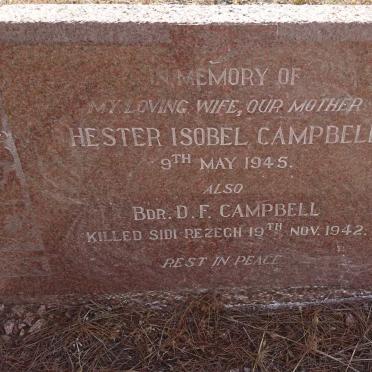 IN MEMORY OF
MY LOVING WIFE, OUR MOTHER
HESTER ISOBEL CAMPBELL
9TH MAY 1945.
ALSO
BDR. D. F. CAMPBELL
KILLED SIDI-REZEGH 19TH NOV. 1942.
REST IN PEACE